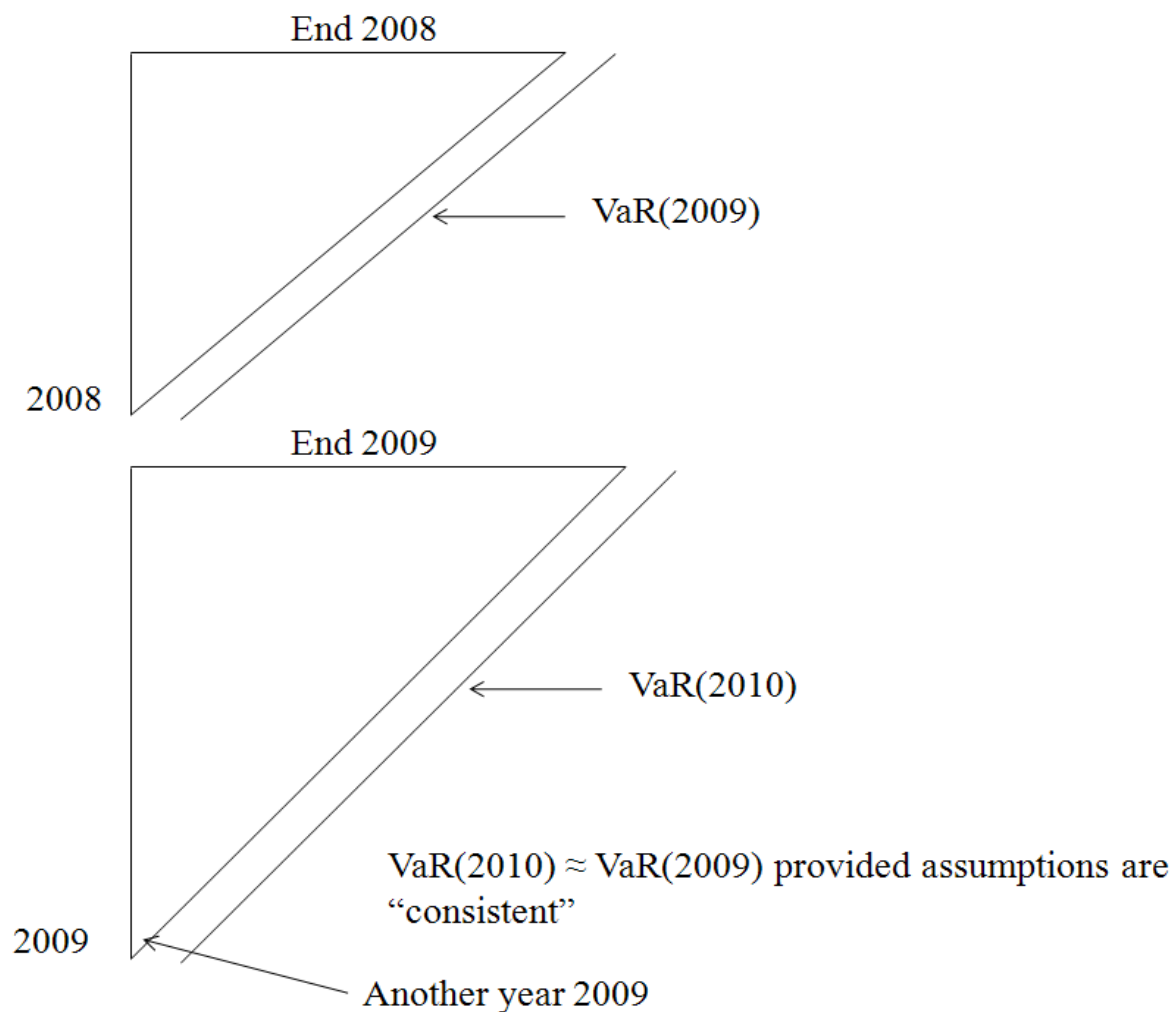 End 2008
VaR(2009)
2008
End 2009
VaR(2010)
VaR(2010) ≈ VaR(2009) provided assumptions are
“consistent”
2009
Another year 2009